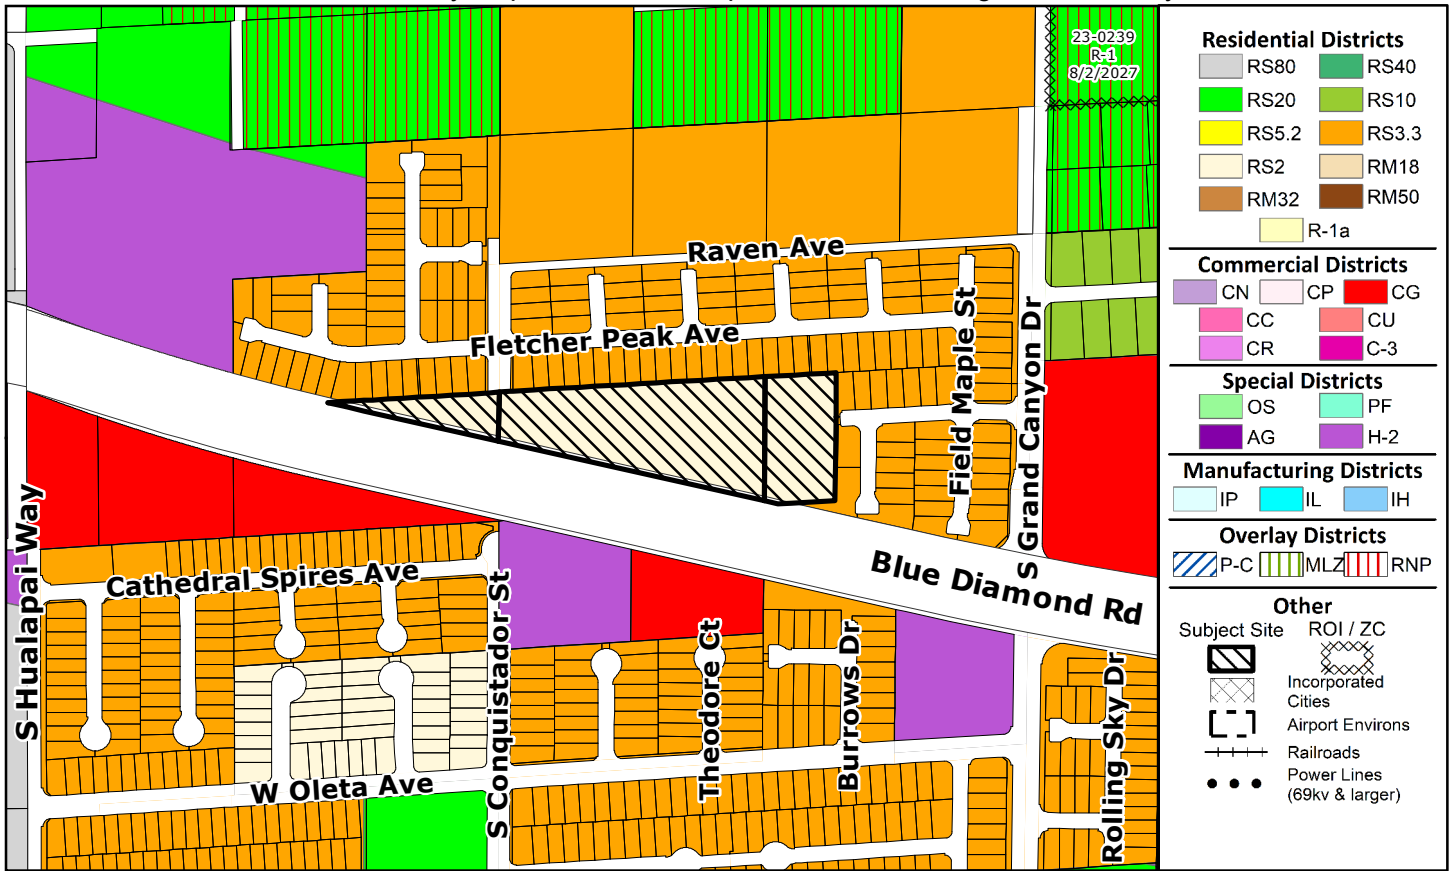 23-0239
R-1
8/2/2027
Raven Ave
Fletcher Peak Ave
Field Maple St
S Grand Canyon Dr
Blue Diamond Rd
S Hualapai Way
Cathedral Spires Ave
S Conquistador St
Theodore Ct
Burrows Dr
Rolling Sky Dr
W Oleta Ave
Residential Districts
RS80 RS40
RS20 RS10
RS5.2 RS3.3
RS2 RM18
RM32 RM50
R-1a
Commercial Districts
CN CP CG
CC CU
CR C-3
Special Districts
OS PF
AG H-2
Manufacturing Districts
IP IL IH
Overlay Districts
P-C MLZ RNP
Other
Subject Site ROI / ZC
Incorporated
Cities
Airport Environs
Railroads
Power Lines
(69kv & larger)